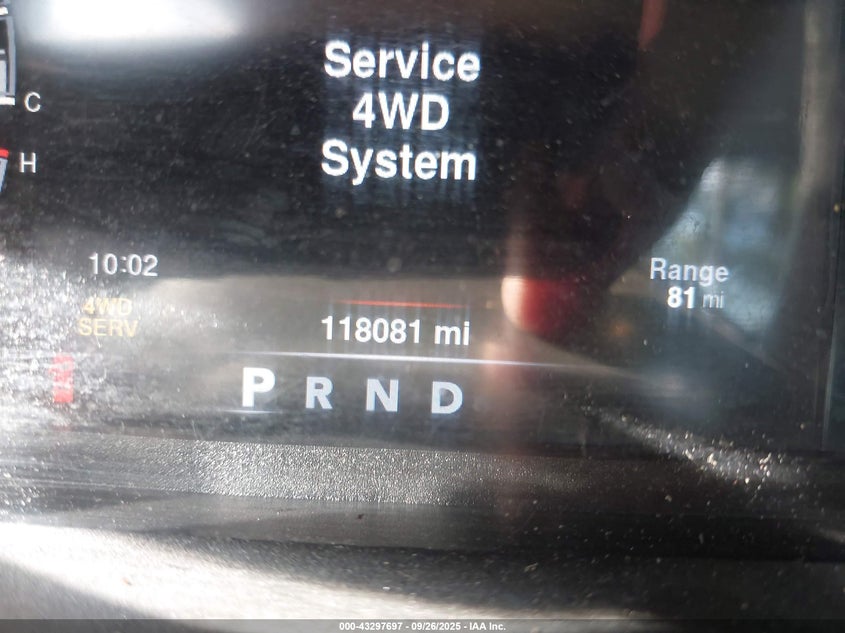 Service
4WD
System
C
H
10:02
Range
81 mi
4WD
SERV
118081 mi
P R N D
000-43297697 - 09/26/2025 - IAA Inc.